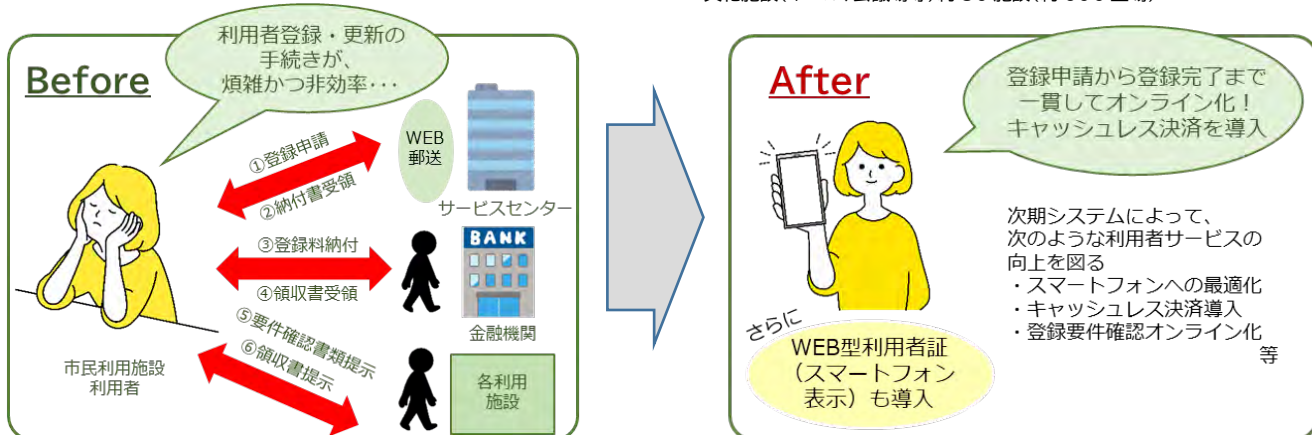 Before
利用者登録・更新の
手続きが、
煩雑かつ非効率・・・
①登録申請
②納付書受領
WEB
郵送
サービスセンター
③登録料納付
④領収書受領
BANK
金融機関
⑤要件確認書類提示
⑥領収書提示
各利用
施設
市民利用施設
利用者
After
登録申請から登録完了まで
一貫してオンライン化！
キャッシュレス決済を導入
次期システムによって、
次のような利用者サービスの
向上を図る
・スマートフォンへの最適化
・キャッシュレス決済導入
・登録要件確認オンライン化
等
さらに
WEB型利用者証
（スマートフォン
表示）も導入